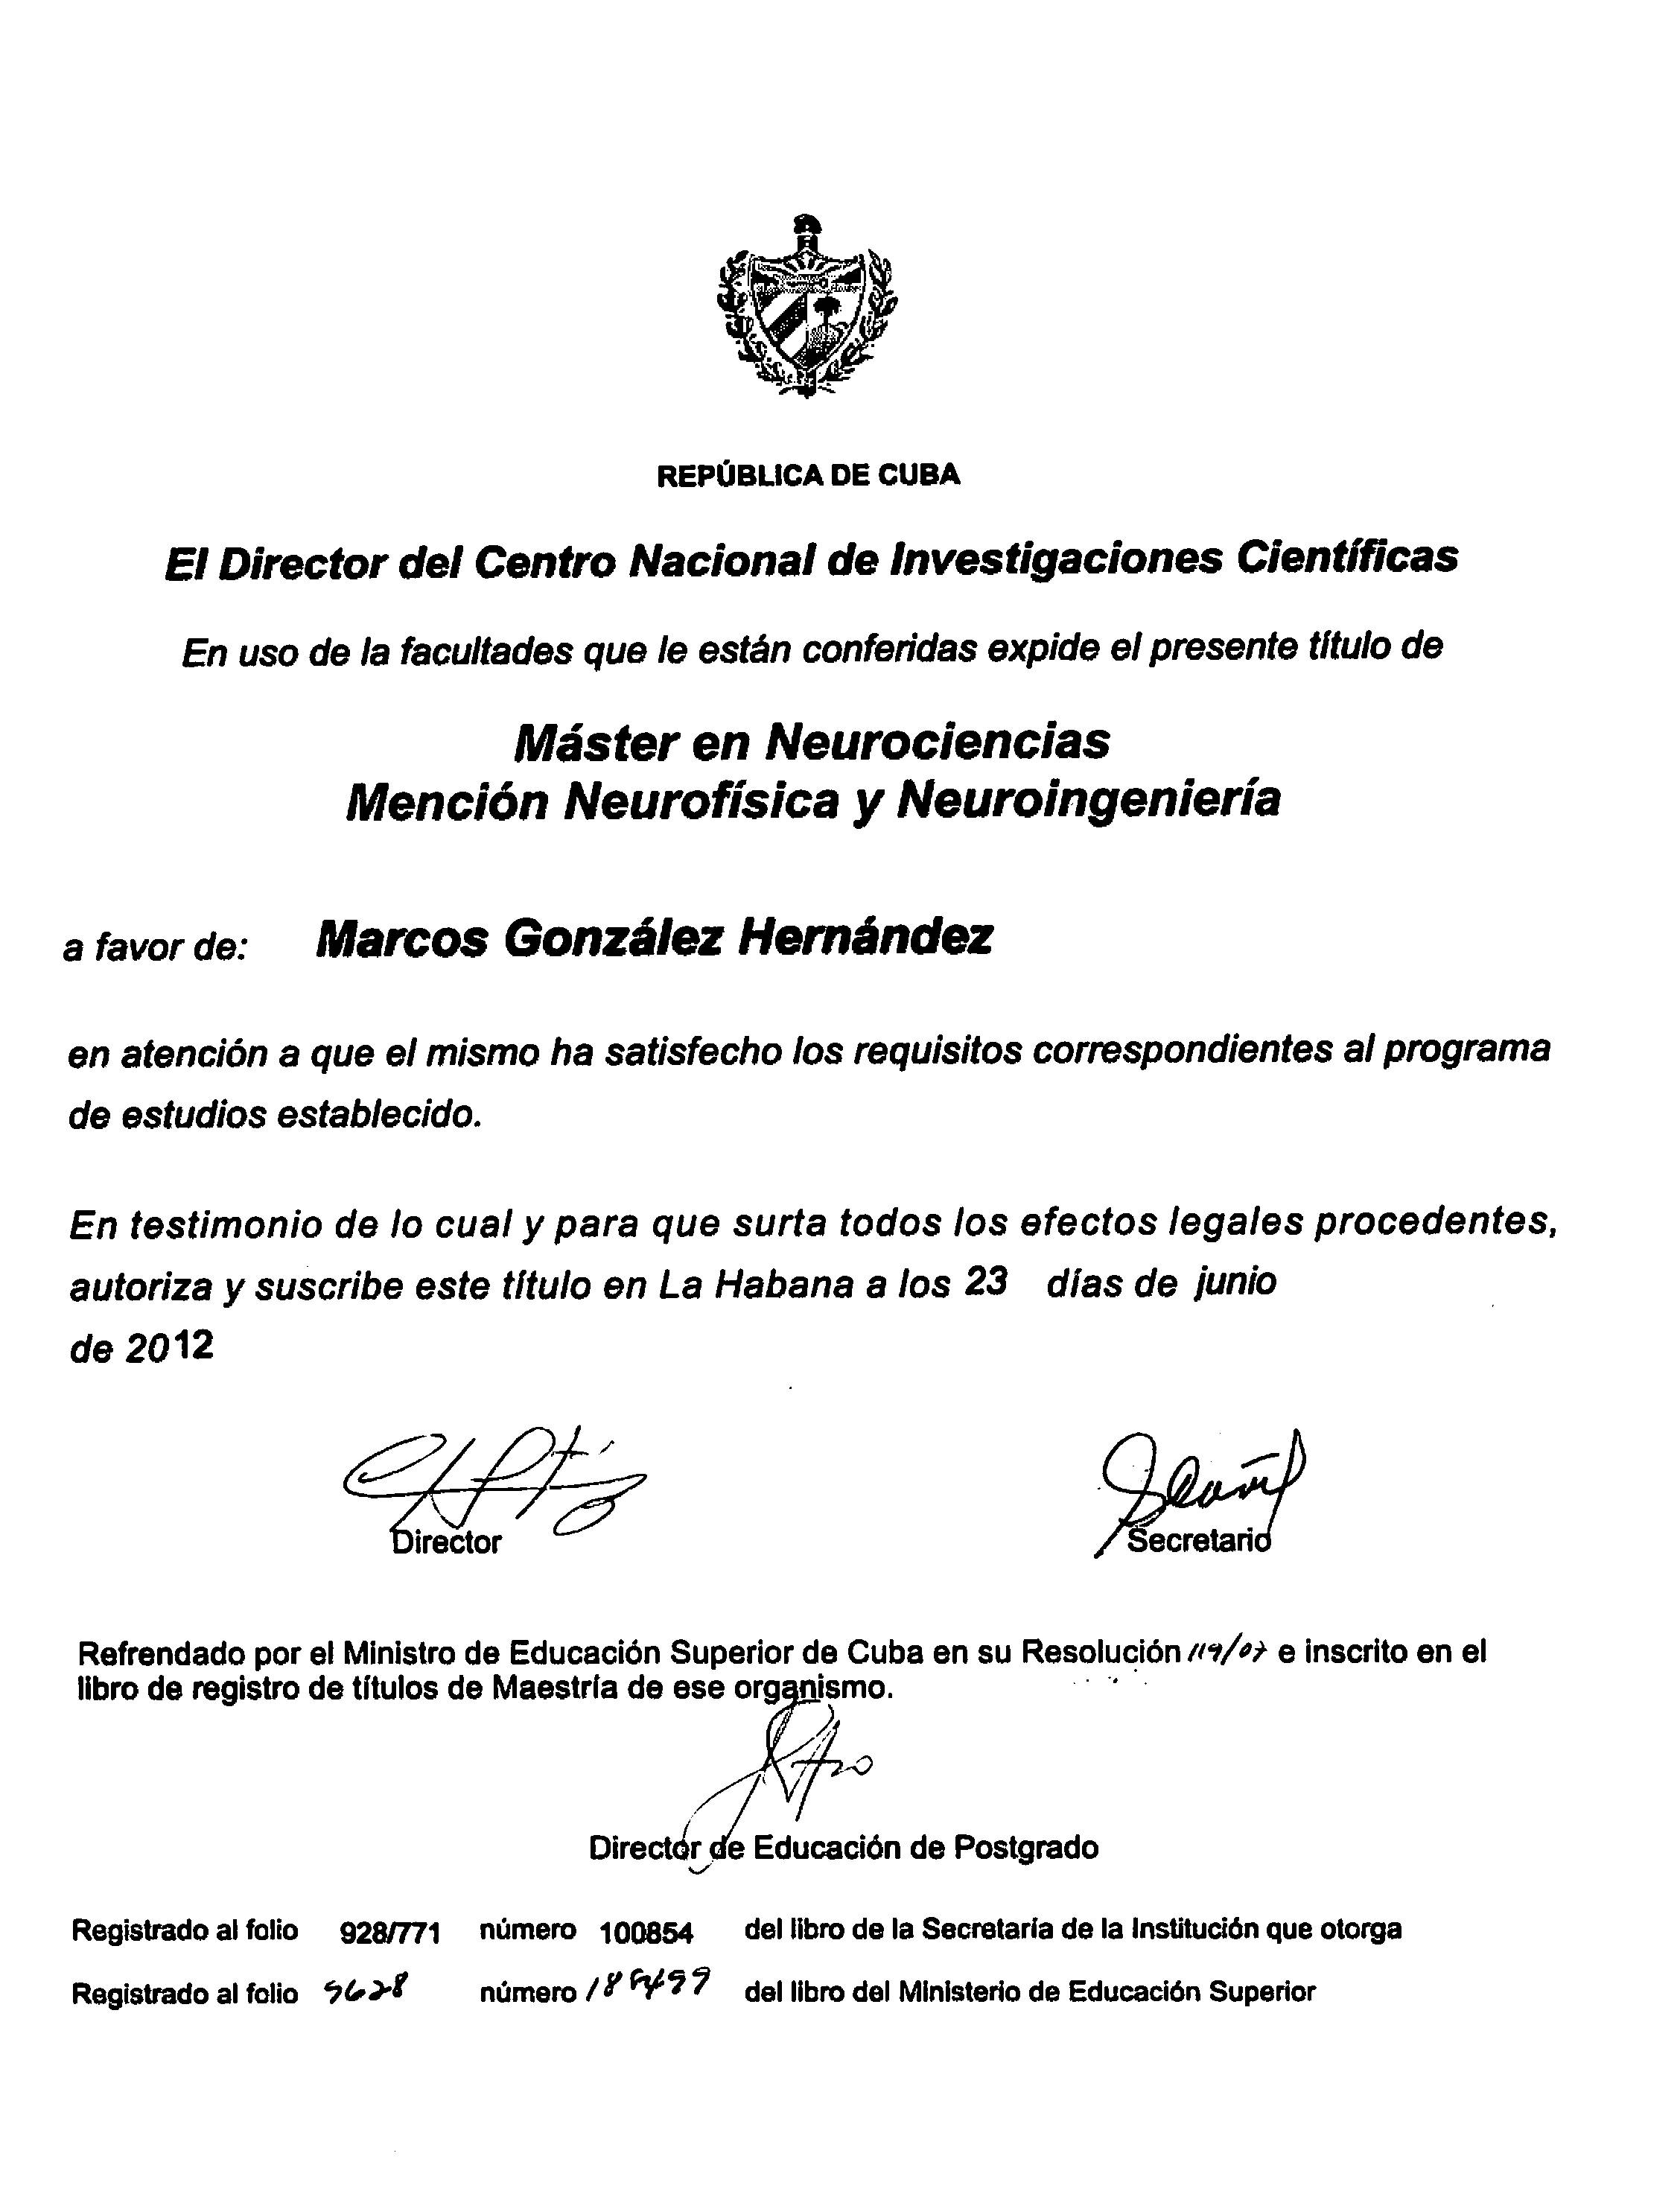 REPÚBLICA DE CUBA
El Director del Centro Nacional de Investigaciones Científicas
En uso de la facultades que le están conferidas expide el presente título de
Máster en Neurociencias
Mención Neurofísica y Neuroingeniería
a favor de: Marcos González Hernández
en atención a que el mismo ha satisfecho los requisitos correspondientes al programa
de estudios establecido.
En testimonio de lo cual y para que surta todos los efectos legales procedentes,
autoriza y suscribe este título en La Habana a los 23 días de junio
de 2012
Director
Secretario
Refrendado por el Ministro de Educación Superior de Cuba en su Resolución 119/07 e inscrito en el
libro de registro de títulos de Maestría de ese organismo.
Director de Educación de Postgrado
Registrado al folio 928/771 número 100854 del libro de la Secretaría de la Institución que otorga
Registrado al folio número del libro del Ministerio de Educación Superior